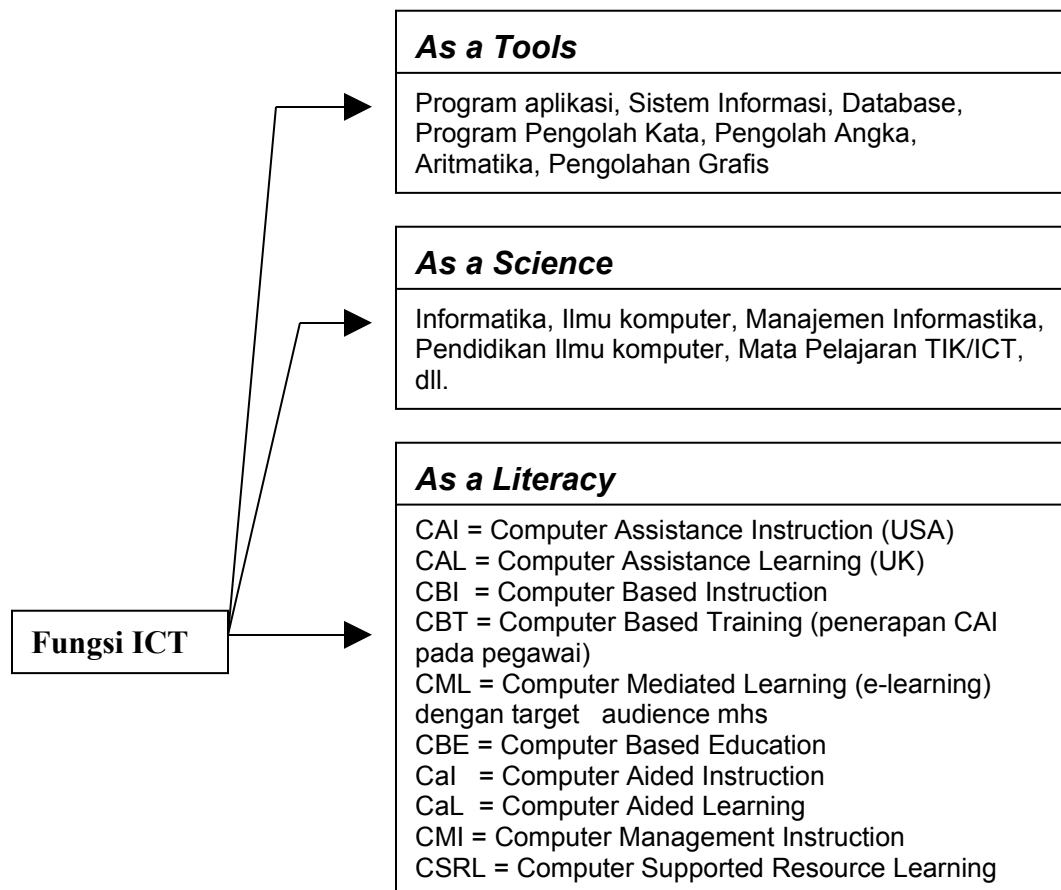 As a Tools
Program aplikasi, Sistem Informasi, Database,
Program Pengolah Kata, Pengolah Angka,
Aritmatika, Pengolahan Grafis
As a Science
Informatika, Ilmu komputer, Manajemen Informastika,
Pendidikan Ilmu komputer, Mata Pelajaran TIK/ICT,
dll.
As a Literacy
CAI = Computer Assistance Instruction (USA)
CAL = Computer Assistance Learning (UK)
CBI = Computer Based Instruction
CBT = Computer Based Training (penerapan CAI
pada pegawai)
CML = Computer Mediated Learning (e-learning)
dengan target audience mhs
CBE = Computer Based Education
CaI = Computer Aided Instruction
CaL = Computer Aided Learning
CMI = Computer Management Instruction
CSRL = Computer Supported Resource Learning
Fungsi ICT